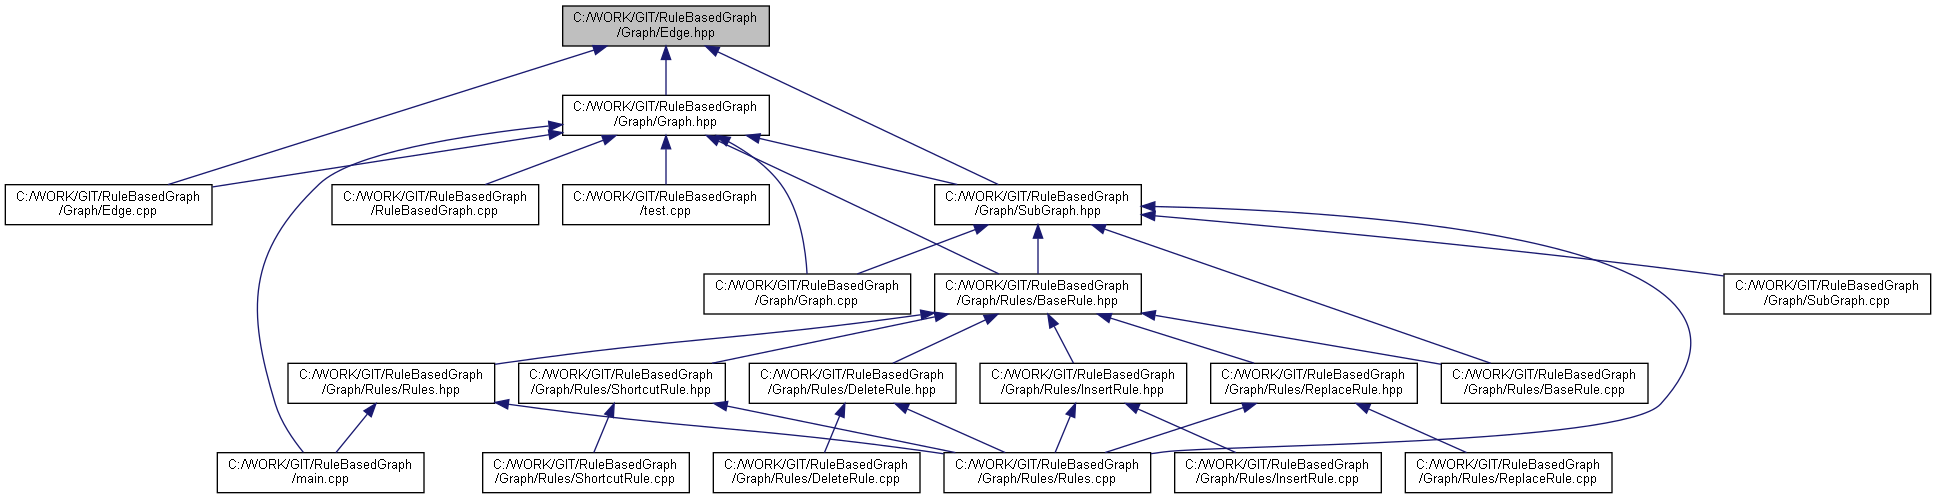 C:/WORK/GIT/RuleBasedGraph
/Graph/Edge.hpp
C:/WORK/GIT/RuleBasedGraph
/Graph/Graph.hpp
C:/WORK/GIT/RuleBasedGraph
/Graph/Edge.cpp
C:/WORK/GIT/RuleBasedGraph
/RuleBasedGraph.cpp
C:/WORK/GIT/RuleBasedGraph
/test.cpp
C:/WORK/GIT/RuleBasedGraph
/Graph/SubGraph.hpp
C:/WORK/GIT/RuleBasedGraph
/Graph/Graph.cpp
C:/WORK/GIT/RuleBasedGraph
/Graph/Rules/BaseRule.hpp
C:/WORK/GIT/RuleBasedGraph
/Graph/SubGraph.cpp
C:/WORK/GIT/RuleBasedGraph
/Graph/Rules/Rules.hpp
C:/WORK/GIT/RuleBasedGraph
/Graph/Rules/ShortcutRule.hpp
C:/WORK/GIT/RuleBasedGraph
/Graph/Rules/DeleteRule.hpp
C:/WORK/GIT/RuleBasedGraph
/Graph/Rules/InsertRule.hpp
C:/WORK/GIT/RuleBasedGraph
/Graph/Rules/ReplaceRule.hpp
C:/WORK/GIT/RuleBasedGraph
/Graph/Rules/BaseRule.cpp
C:/WORK/GIT/RuleBasedGraph
/main.cpp
C:/WORK/GIT/RuleBasedGraph
/Graph/Rules/ShortcutRule.cpp
C:/WORK/GIT/RuleBasedGraph
/Graph/Rules/DeleteRule.cpp
C:/WORK/GIT/RuleBasedGraph
/Graph/Rules/Rules.cpp
C:/WORK/GIT/RuleBasedGraph
/Graph/Rules/InsertRule.cpp
C:/WORK/GIT/RuleBasedGraph
/Graph/Rules/ReplaceRule.cpp